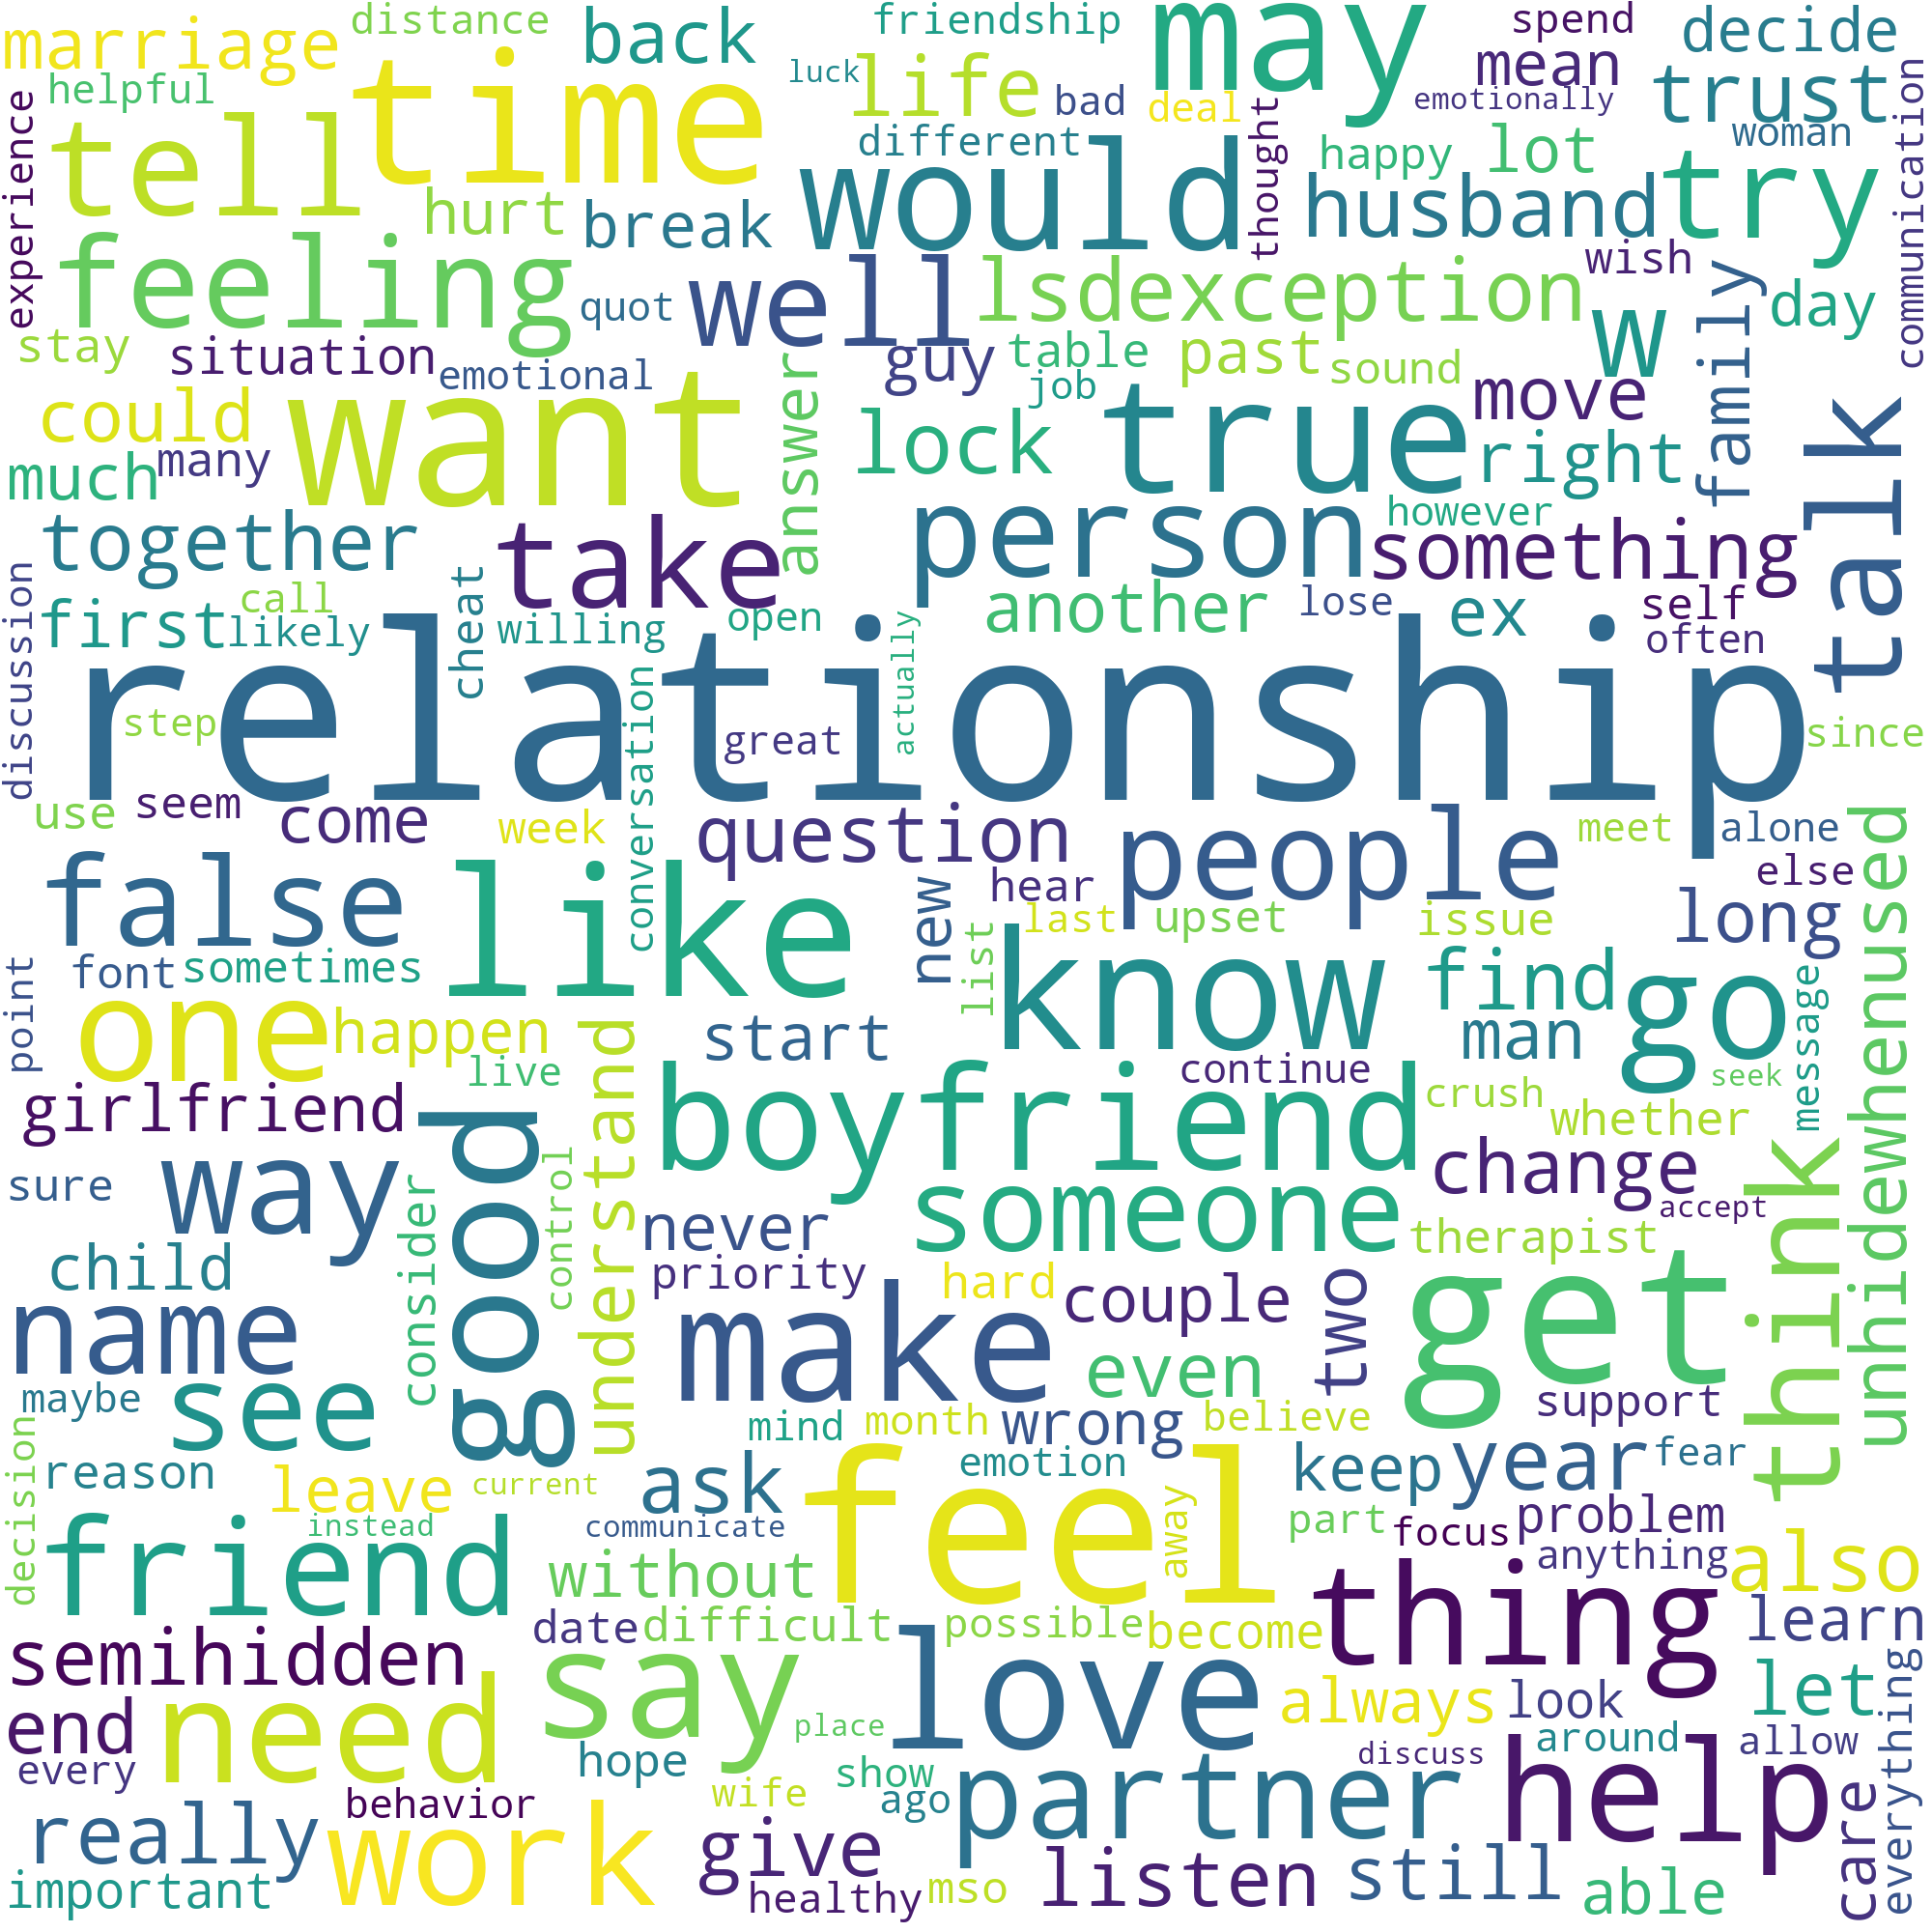 marriage
distance
back
friendship
may
spend
decide
helpful
time
luck
life
bad
deal
mean
emotionally
trust
experience
tell
hurt
break
different
would
thought
happy
lot
woman
husband
try
communication
feeling
quot
well
lsdexception
wish
w
family
day
stay
situation
emotional
answer
guy
table
job
past
sound
move
could
want
lock
true
right
talk
much
many
together
take
person
however
something
discussion
first
call
likely
cheat
willing
open
actually
another
lose
ex
self
often
relationship
step
conversation
great
since
use
seem
come
week
question
people
meet
alone
unhidewhenused
false
like
new
hear
last
upset
issue
else
long
font
sometimes
list
know
find
go
point
one
happen
understand
start
man
message
live
continue
seek
girlfriend
good
boyfriend
crush
whether
think
sure
way
consider
control
someone
change
accept
child
never
priority
hard
couple
therapist
two
get
name
make
even
maybe
see
mind
month
wrong
believe
support
decision
reason
leave
current
ask
feel
emotion
keep
year
fear
instead
communicate
away
part
focus
problem
friend
without
thing
anything
also
date
difficult
possible
become
learn
semihidden
say
love
always
look
let
everything
end
need
place
around
every
hope
wife
show
discuss
allow
behavior
ago
partner
help
care
really
work
give
important
healthy
mso
listen
still
able